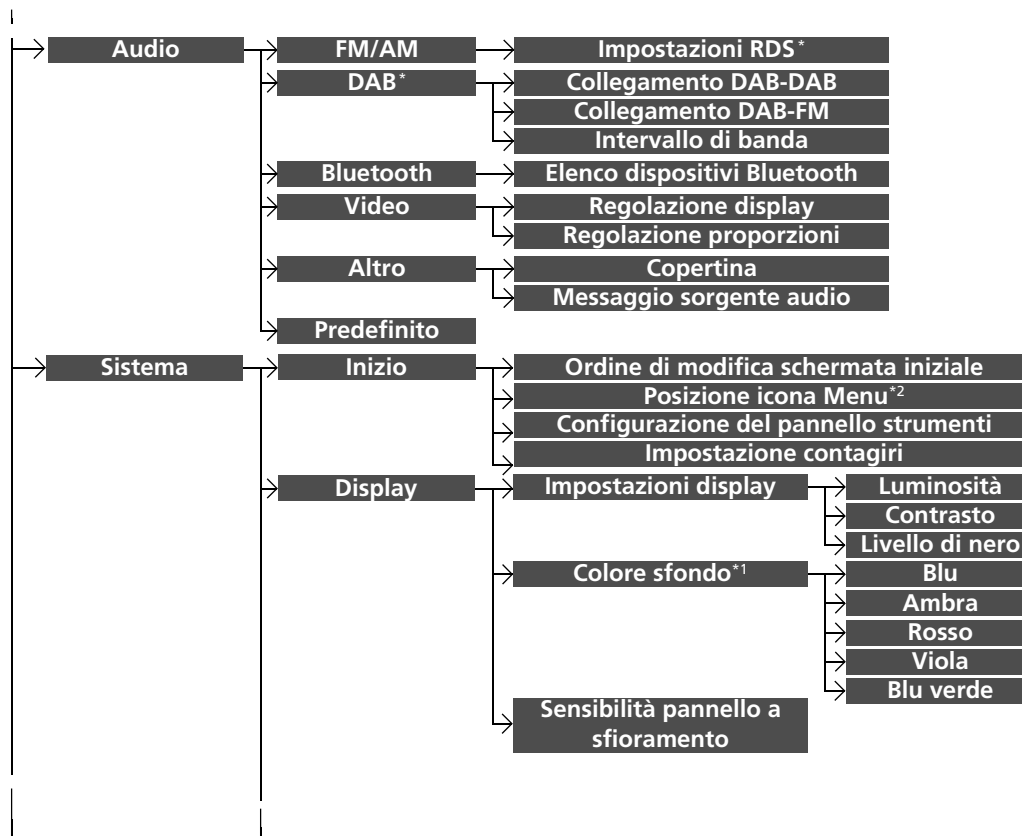 Audio
FM/AM
Impostazioni RDS*
DAB*
Collegamento DAB-DAB
Collegamento DAB-FM
Intervallo di banda
Bluetooth
Elenco dispositivi Bluetooth
Video
Regolazione display
Regolazione proporzioni
Altro
Copertina
Messaggio sorgente audio
Predefinito
Sistema
Inizio
Ordine di modifica schermata iniziale
Posizione icona Menu*2
Configurazione del pannello strumenti
Impostazione contagiri
Display
Impostazioni display
Luminosità
Contrasto
Livello di nero
Colore sfondo*1
Blu
Ambra
Rosso
Viola
Blu verde
Sensibilità pannello a
sfioramento